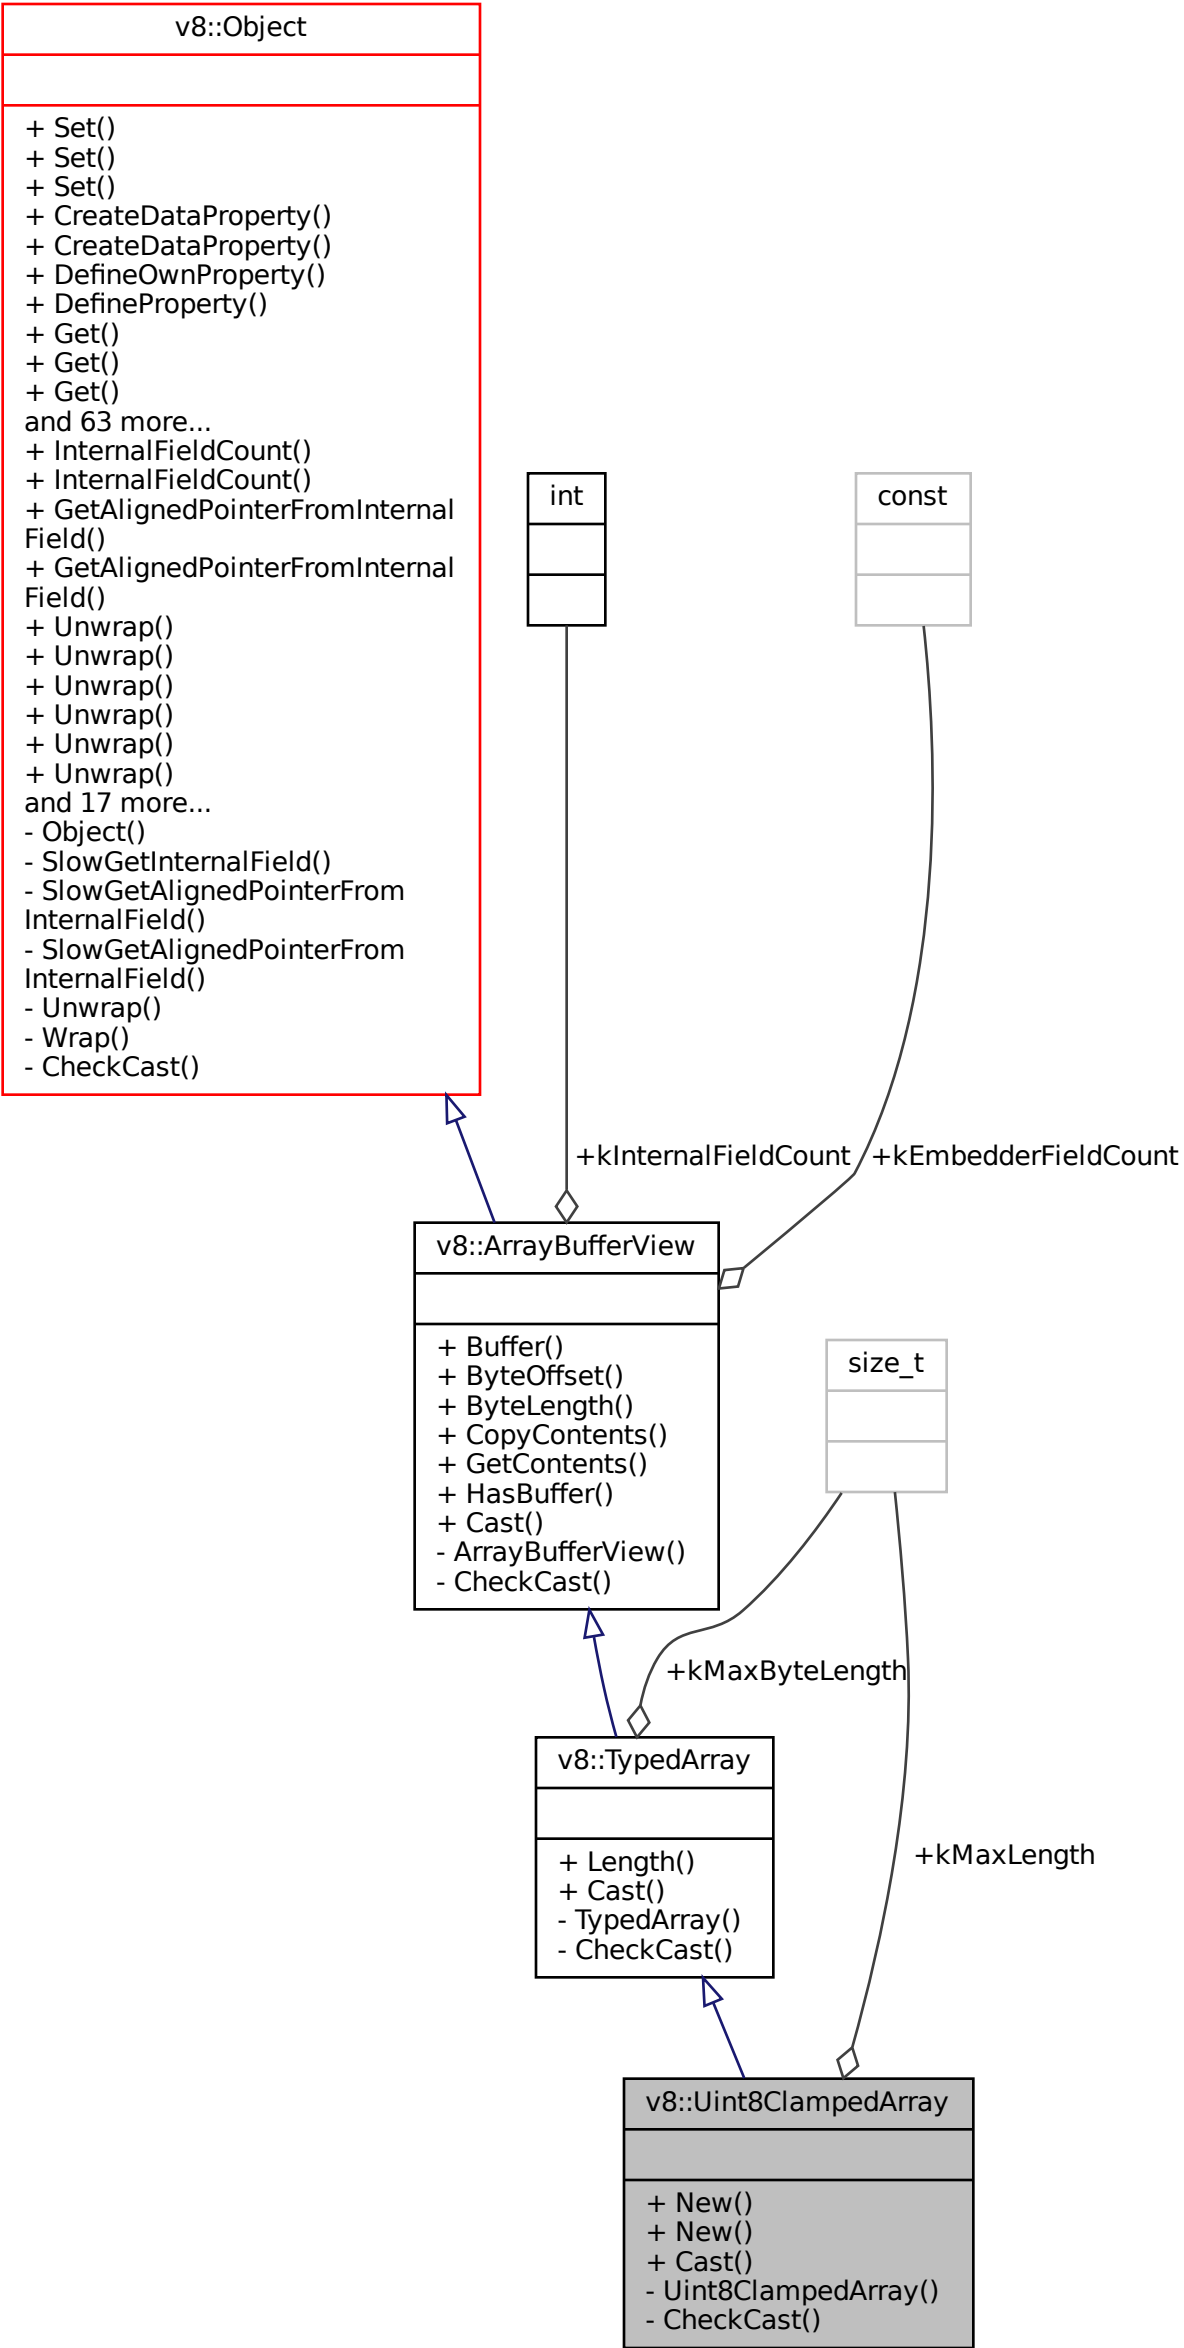 v8::Object
+ Set()
+ Set()
+ Set()
+ CreateDataProperty()
+ CreateDataProperty()
+ DefineOwnProperty()
+ DefineProperty()
+ Get()
+ Get()
+ Get()
and 63 more...
+ InternalFieldCount()
+ InternalFieldCount()
+ GetAlignedPointerFromInternal
Field()
+ GetAlignedPointerFromInternal
Field()
+ Unwrap()
+ Unwrap()
+ Unwrap()
+ Unwrap()
+ Unwrap()
+ Unwrap()
and 17 more...
- Object()
- SlowGetInternalField()
- SlowGetAlignedPointerFrom
InternalField()
- SlowGetAlignedPointerFrom
InternalField()
- Unwrap()
- Wrap()
- CheckCast()
int
const
+kInternalFieldCount
+kEmbedderFieldCount
v8::ArrayBufferView
+ Buffer()
+ ByteOffset()
+ ByteLength()
+ CopyContents()
+ GetContents()
+ HasBuffer()
+ Cast()
- ArrayBufferView()
- CheckCast()
size_t
+kMaxByteLength
v8::TypedArray
+ Length()
+ Cast()
- TypedArray()
- CheckCast()
+kMaxLength
v8::Uint8ClampedArray
+ New()
+ New()
+ Cast()
- Uint8ClampedArray()
- CheckCast()